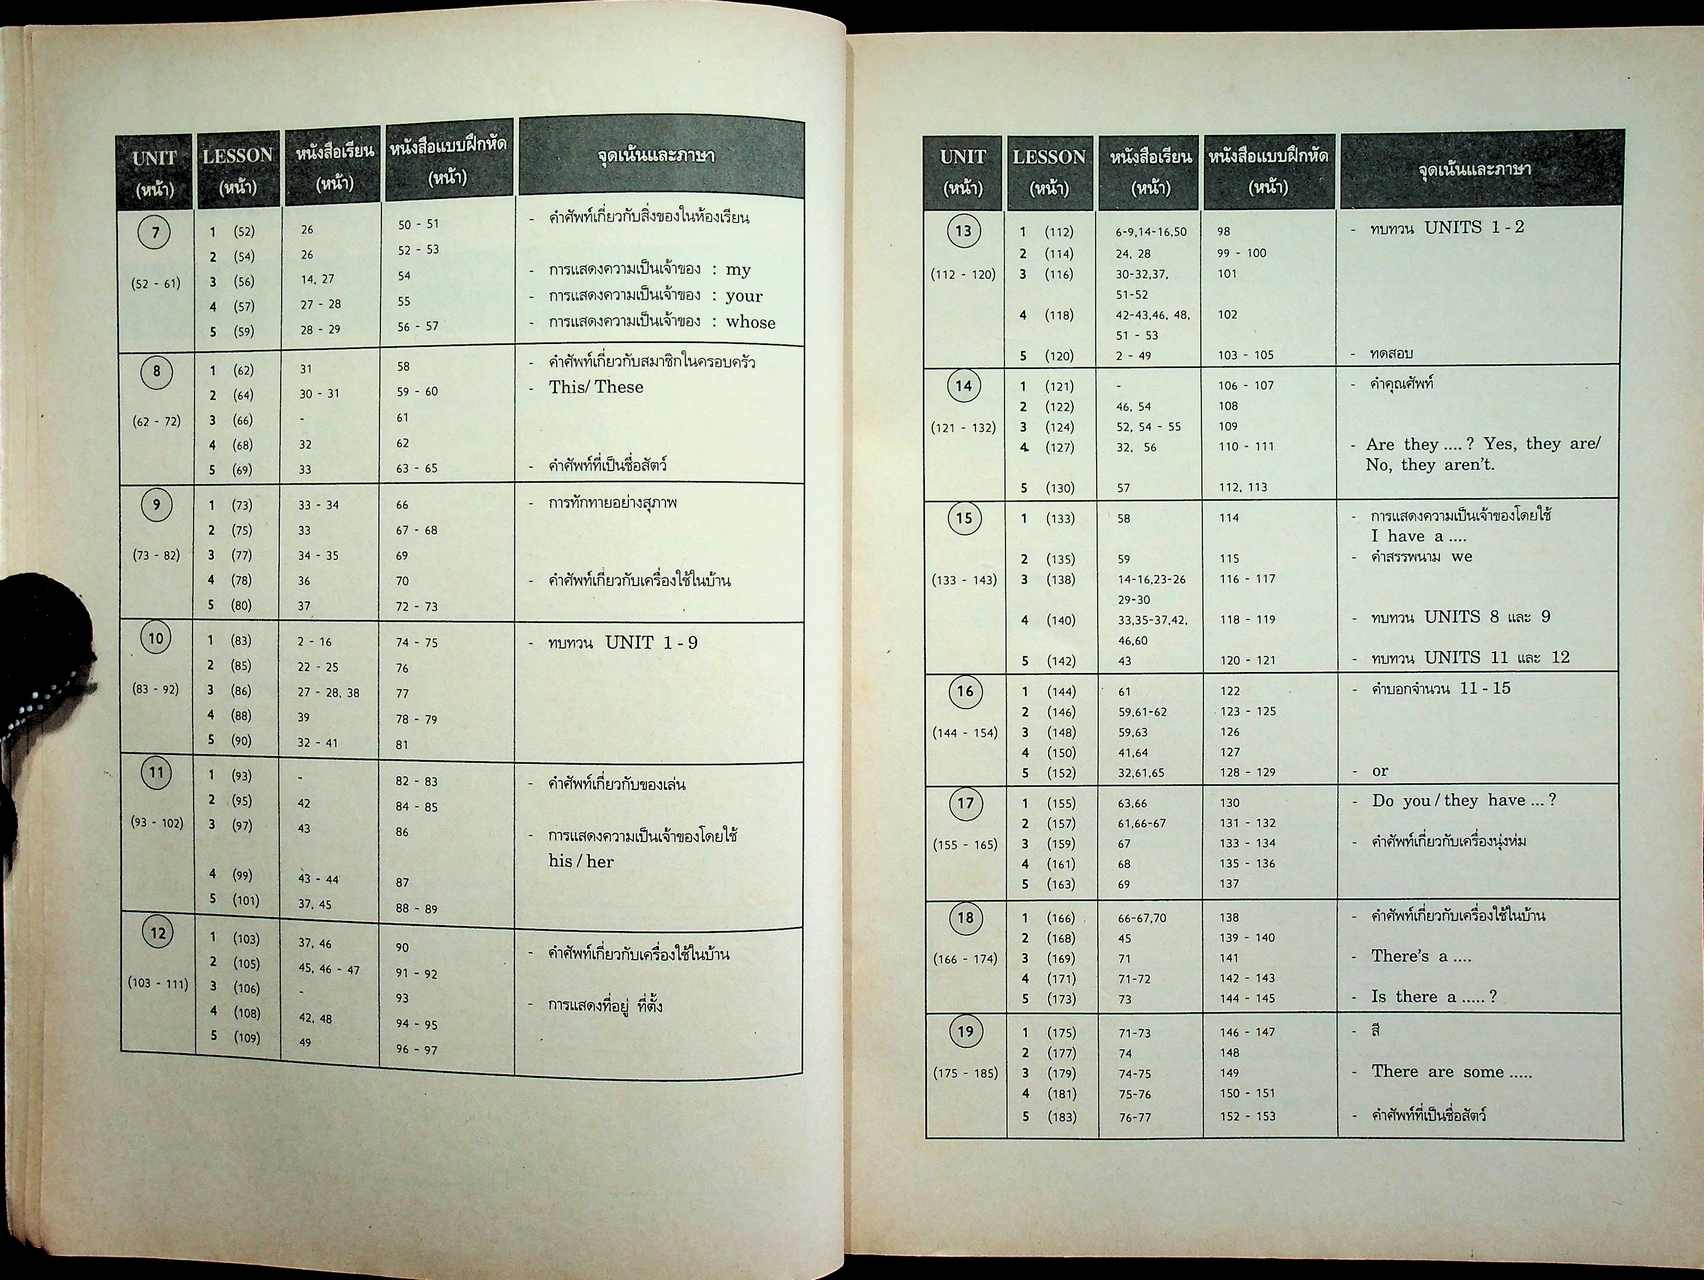 UNIT LESSON หนังสือเรียน หนังสือแบบฝึกหัด จุดเน้นและภาษา
(หน้า) (หน้า) (หน้า) (หน้า)
7 1 (52) 26 50 - 51 - คำศัพท์เกี่ยวกับสิ่งของในห้องเรียน
2 (54) 26 52 - 53
(52 - 61) 3 (56) 14, 27 54 - การแสดงความเป็นเจ้าของ : my
4 (57) 27 - 28 55 - การแสดงความเป็นเจ้าของ : your
5 (59) 28 - 29 56 - 57 - การแสดงความเป็นเจ้าของ : whose
8 1 (62) 31 58 - คำศัพท์เกี่ยวกับสมาชิกในครอบครัว
2 (64) 30 - 31 59 - 60 - This/ These
(62 - 72) 3 (66) - 61
4 (68) 32 62
5 (69) 33 63 - 65 - คำศัพท์ที่เป็นชื่อสัตว์
9 1 (73) 33 - 34 66 - การทักทายอย่างสุภาพ
2 (75) 33 67 - 68
(73 - 82) 3 (77) 34 - 35 69
4 (78) 36 70 - คำศัพท์เกี่ยวกับเครื่องใช้ในบ้าน
5 (80) 37 72 - 73
10 1 (83) 2 - 16 74 - 75 - ทบทวน UNIT 1 - 9
2 (85) 22 - 25 76
(83 - 92) 3 (86) 27 - 28, 38 77
4 (88) 39 78 - 79
5 (90) 32 - 41 81
11 1 (93) - 82 - 83 - คำศัพท์เกี่ยวกับของเล่น
2 (95) 42 84 - 85
(93 - 102) 3 (97) 43 86 - การแสดงความเป็นเจ้าของโดยใช้
his / her
4 (99) 43 - 44 87
5 (101) 37, 45 88 - 89
12 1 (103) 37, 46 90 - คำศัพท์เกี่ยวกับเครื่องใช้ในบ้าน
2 (105) 45, 46 - 47 91 - 92
(103 - 111) 3 (106) - 93 - การแสดงที่อยู่ ที่ตั้ง
4 (108) 42, 48 94 - 95
5 (109) 49 96 - 97
UNIT LESSON หนังสือเรียน หนังสือแบบฝึกหัด จุดเน้นและภาษา
(หน้า) (หน้า) (หน้า) (หน้า)
13 1 (112) 6-9,14-16,50 98 - ทบทวน UNITS 1 - 2
2 (114) 24, 28 99 - 100
(112 - 120) 3 (116) 30-32,37, 101
51-52
4 (118) 42-43,46, 48, 102
51 - 53
5 (120) 2 - 49 103 - 105 - ทดสอบ
14 1 (121) - 106 - 107 - คำคุณศัพท์
2 (122) 46, 54 108
(121 - 132) 3 (124) 52, 54 - 55 109
4 (127) 32, 56 110 - 111 - Are they .... ? Yes, they are/
No, they aren't.
5 (130) 57 112, 113
15 1 (133) 58 114 - การแสดงความเป็นเจ้าของโดยใช้
I have a ....
2 (135) 59 115 - คำสรรพนาม we
(133 - 143) 3 (138) 14-16,23-26 116 - 117
29-30
4 (140) 33,35-37,42, 118 - 119 - ทบทวน UNITS 8 และ 9
46,60
5 (142) 43 120 - 121 - ทบทวน UNITS 11 และ 12
16 1 (144) 61 122 - คำบอกจำนวน 11 - 15
2 (146) 59,61-62 123 - 125
(144 - 154) 3 (148) 59,63 126
4 (150) 41,64 127
5 (152) 32,61,65 128 - 129 - or
17 1 (155) 63,66 130 - Do you / they have ... ?
2 (157) 61,66-67 131 - 132
(155 - 165) 3 (159) 67 133 - 134 - คำศัพท์เกี่ยวกับเครื่องนุ่งห่ม
4 (161) 68 135 - 136
5 (163) 69 137
18 1 (166) 66-67,70 138 - คำศัพท์เกี่ยวกับเครื่องใช้ในบ้าน
2 (168) 45 139 - 140
(166 - 174) 3 (169) 71 141 - There's a ....
4 (171) 71-72 142 - 143
5 (173) 73 144 - 145 - Is there a ..... ?
19 1 (175) 71-73 146 - 147 - สี
2 (177) 74 148
(175 - 185) 3 (179) 74-75 149 - There are some .....
4 (181) 75-76 150 - 151
5 (183) 76-77 152 - 153 - คำศัพท์ที่เป็นชื่อสัตว์